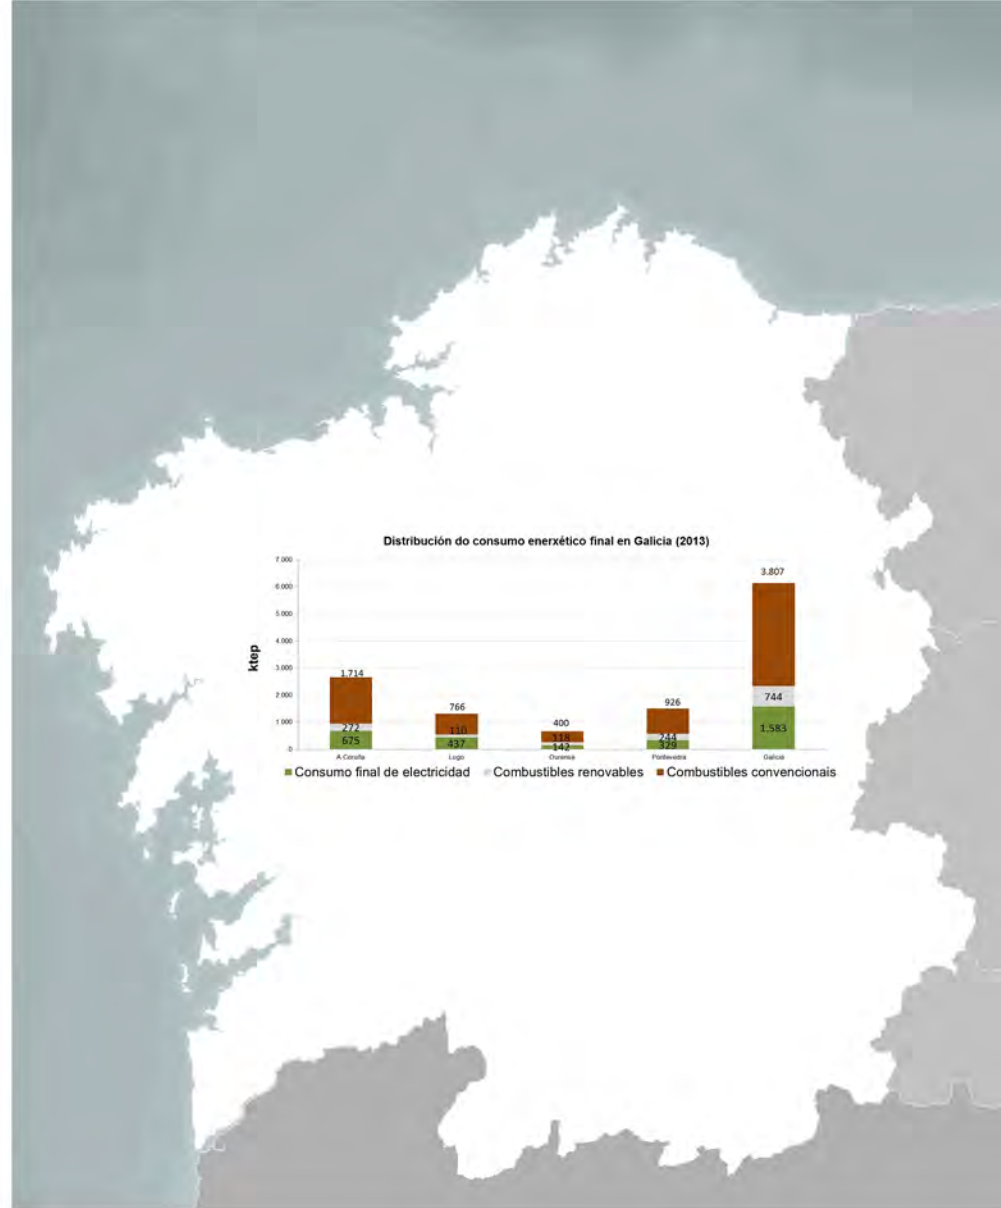 Distribución do consumo enerxético final en Galicia (2013)
ktep
7.000
6.000
5.000
4.000
3.000
2.000
1.000
0
1.714
272
675
766
110
437
400
118
142
926
244
329
3.807
744
1.583
A Coruña
Lugo
Ourense
Pontevedra
Galicia
Consumo final de electricidad
Combustibles renovables
Combustibles convencionais